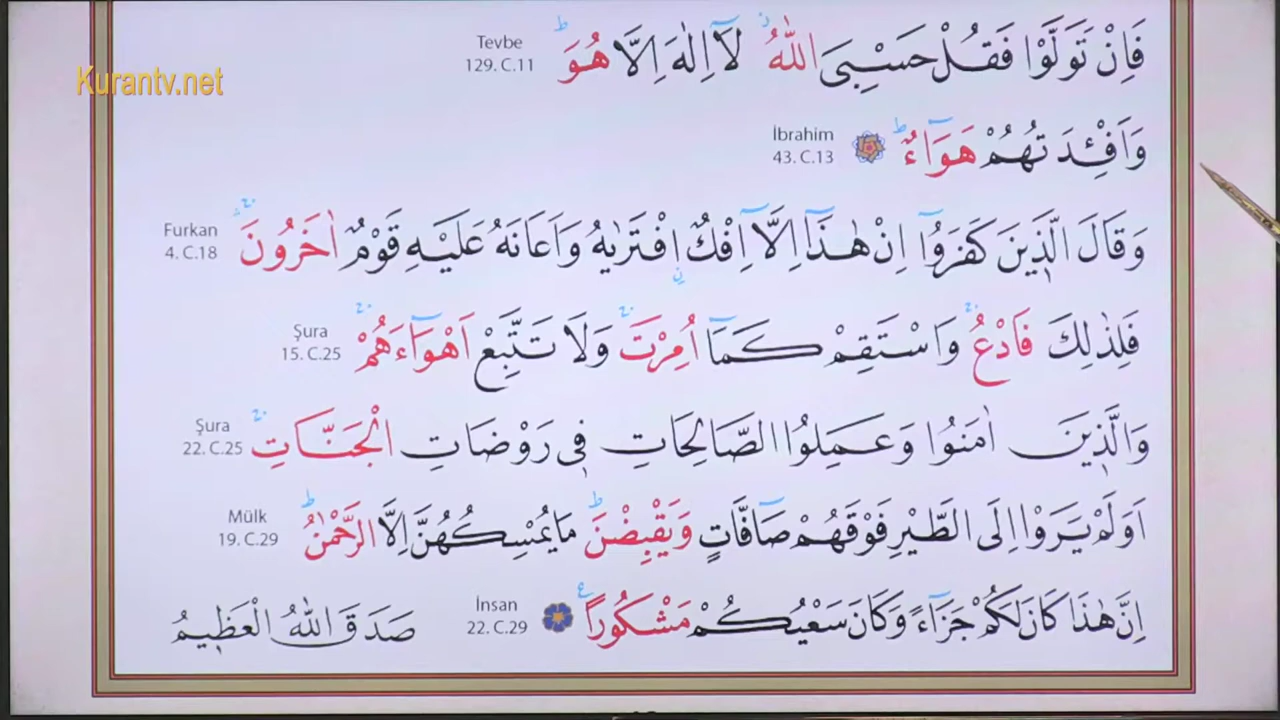 Kurantv.net
فَاِنْ تَوَلَّوْا فَقُلْ حَسْبِىَ اللّٰهُ لَٓا اِلٰهَ اِلَّا هُوَ Tevbe 129. C.11
وَاَفْـِٔدَتُهُمْ هَوَٓاءٌ İbrahim 43. C.13
وَقَالَ الَّذ۪ينَ كَفَرُٓوا اِنْ هٰذَٓا اِلَّٓا اِفْكٌ افْتَرٰيهُ وَاَعَانَهُ عَلَيْهِ قَوْمٌ اٰخَرُونَ Furkan 4. C.18
فَلِذٰلِكَ فَادْعُ وَاسْتَقِمْ كَمَٓا اُمِرْتَ وَلَا تَتَّبِعْ اَهْوَٓاءَهُمْ Şura 15. C.25
وَالَّذ۪ينَ اٰمَنُوا وَعَمِلُوا الصَّالِحَاتِ ف۪ى رَوْضَاتِ الْجَنَّاتِ Şura 22. C.25
اَوَلَمْ يَرَوْا اِلَى الطَّيْرِ فَوْقَهُمْ صَٓافَّاتٍ وَيَقْبِضْنَ مَا يُمْسِكُهُنَّ اِلَّا الرَّحْمٰنُ Mülk 19. C.29
اِنَّ هٰذَا كَانَ لَكُمْ جَزَٓاءً وَكَانَ سَعْيُكُمْ مَشْكُورًا İnsan 22. C.29 صَدَقَ اللّٰهُ الْعَظ۪يمُ